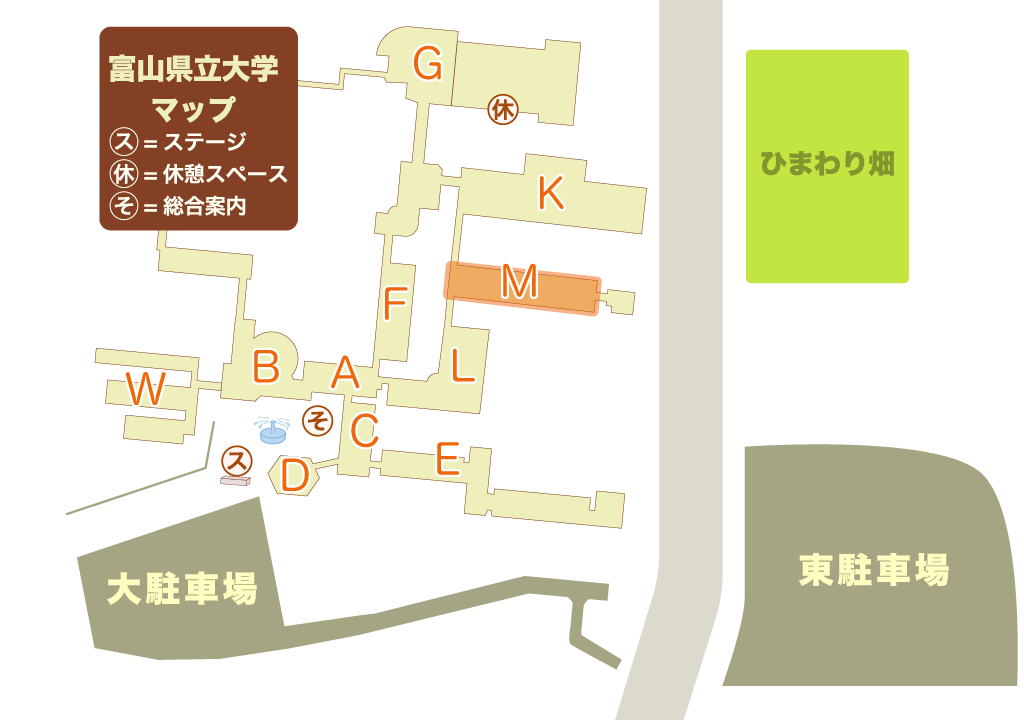 富山県立大学
マップ
ス = ステージ
休 = 休憩スペース
そ = 総合案内
G
休
ひまわり畑
K
M
F
B
A
L
W
そ
C
ス
D
E
大駐車場
東駐車場